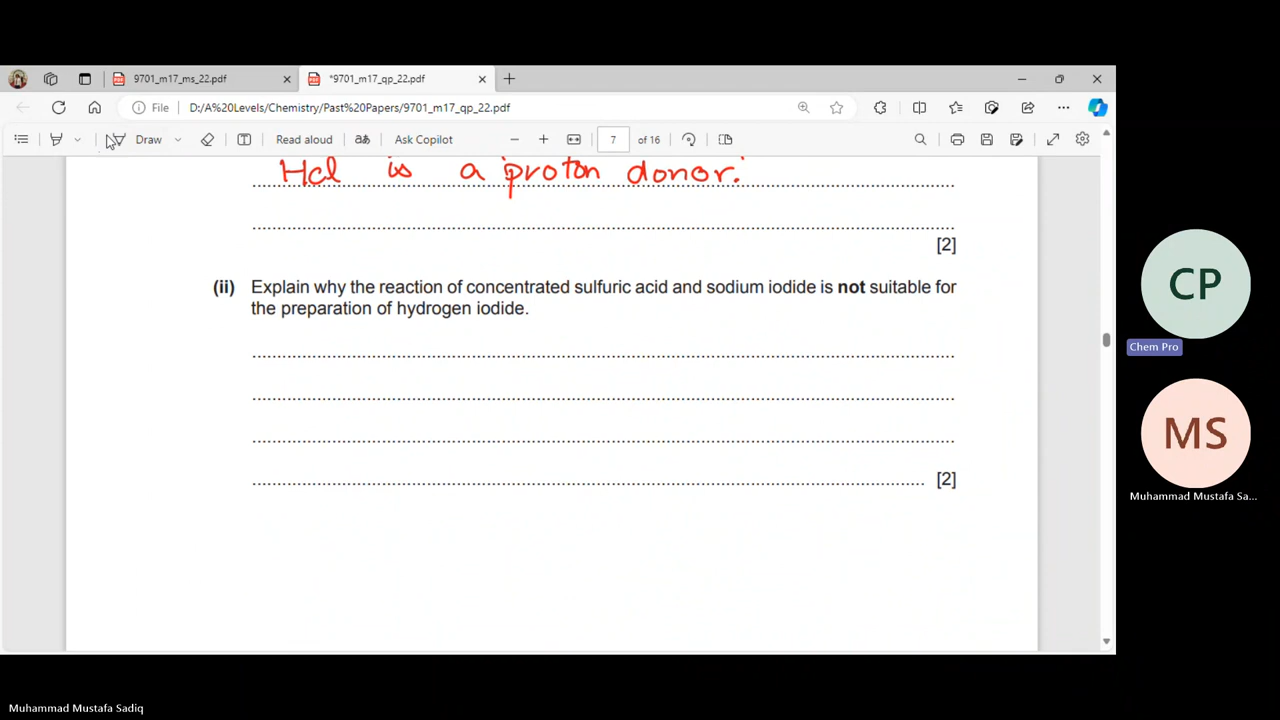 9701_m17_ms_22.pdf
*9701_m17_qp_22.pdf
File D:/A%20Levels/Chemistry/Past%20Papers/9701_m17_qp_22.pdf
Draw Read aloud Ask Copilot 7 of 16
Hcl is a proton donor.
[2]
(ii) Explain why the reaction of concentrated sulfuric acid and sodium iodide is not suitable for
the preparation of hydrogen iodide.
[2]
CP
Chem Pro
MS
Muhammad Mustafa Sa...
Muhammad Mustafa Sadiq